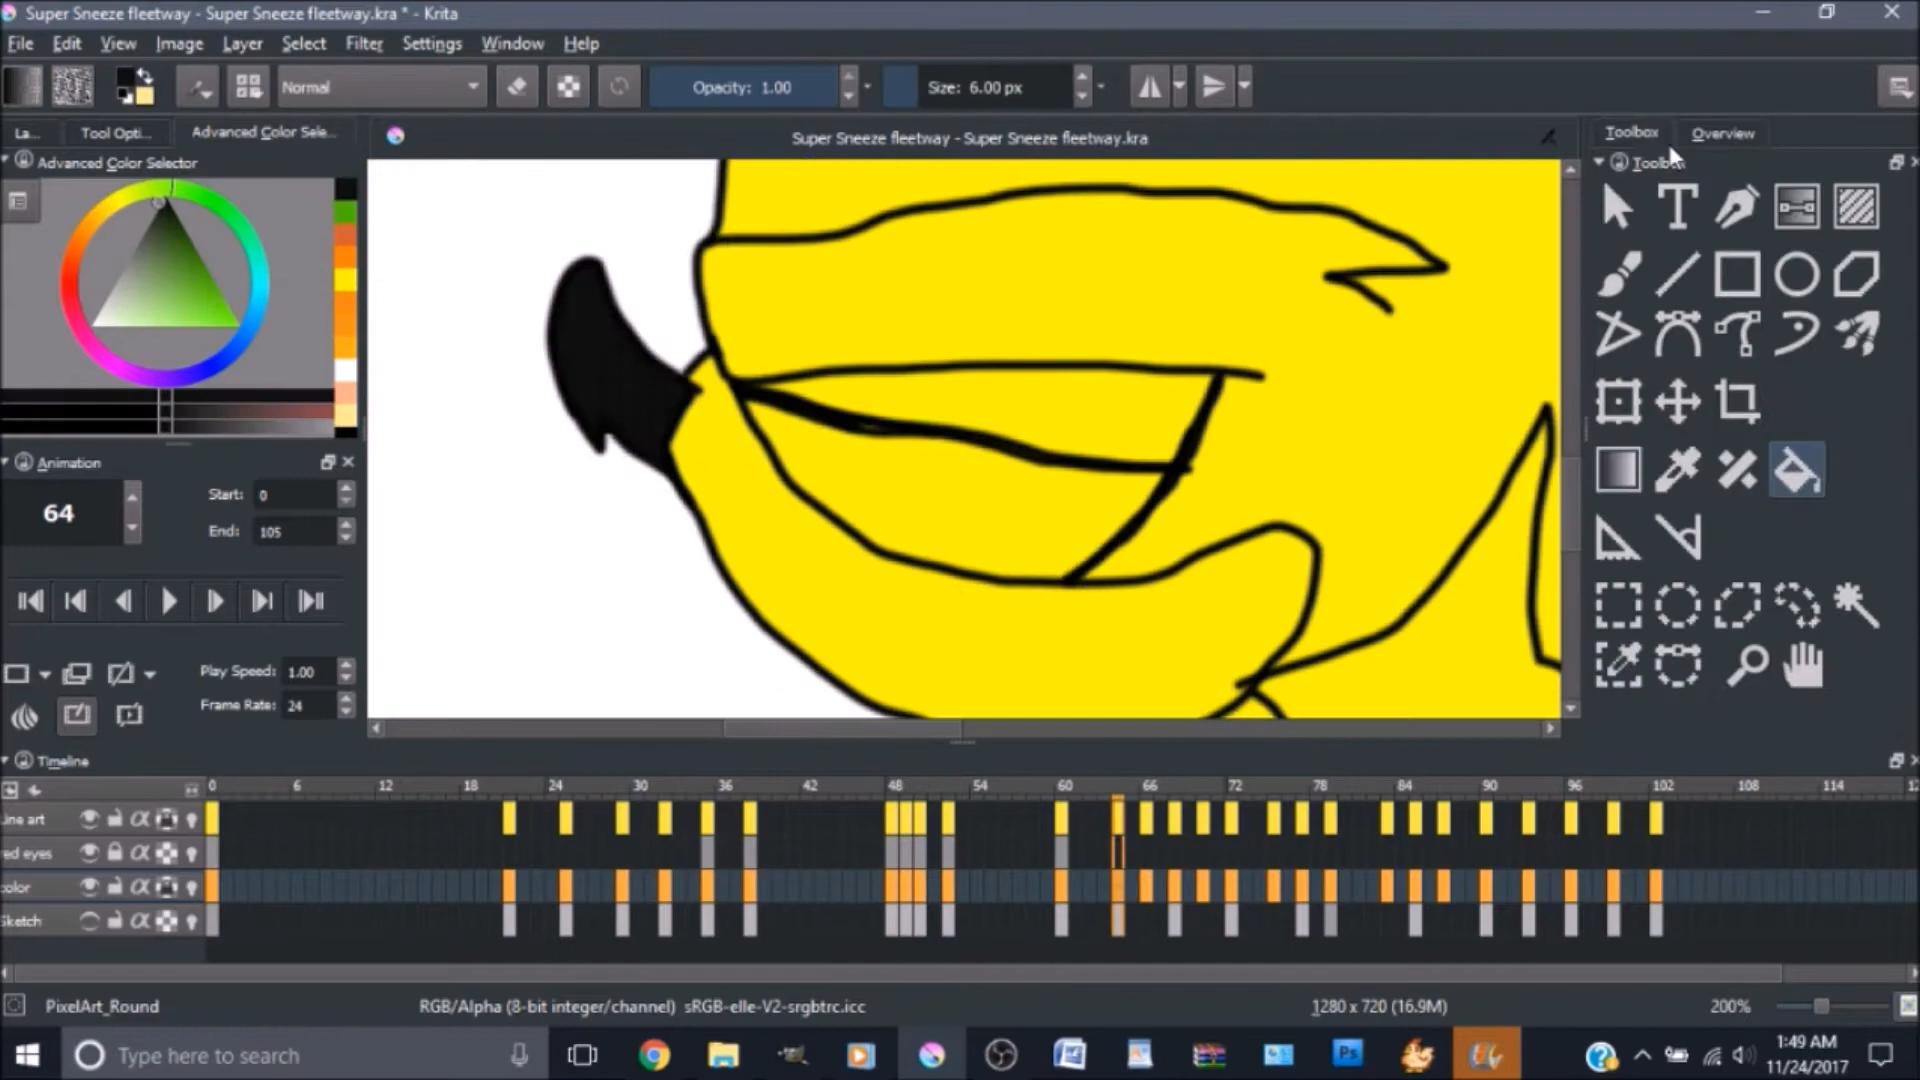 Super Sneeze fleetway - Super Sneeze fleetway.kra * - Krita
File Edit View Image Layer Select Filter Settings Window Help
Normal Opacity: 1.00 Size: 6.00 px
La... Tool Opti... Advanced Color Sele... Super Sneeze fleetway - Super Sneeze fleetway.kra Toolbox Overview
Advanced Color Selector Toolbox
Animation
64 Start: 0
End: 105
Play Speed: 1.00
Frame Rate: 24
Timeline
0 6 12 18 24 30 36 42 48 54 60 66 72 78 84 90 96 102 108 114 12
ine art
red eyes
color
Sketch
PixelArt_Round RGB/Alpha (8-bit integer/channel) sRGB-elle-V2-srgbtrc.icc 1280 x 720 (16.9M) 200%
Type here to search Ps 1:49 AM
11/24/2017